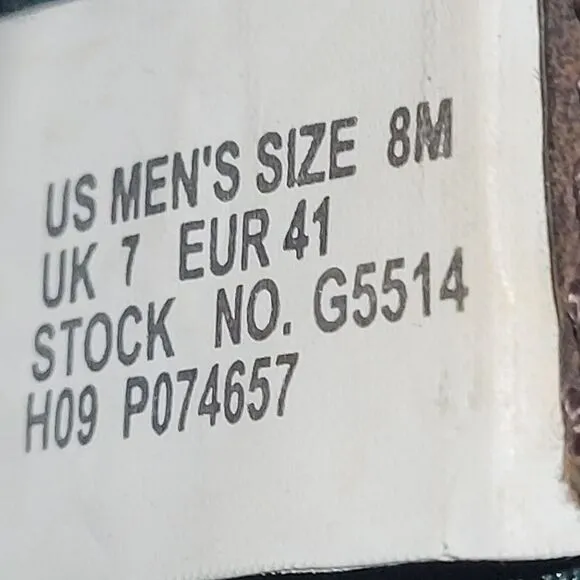 US MEN'S SIZE 8M
UK 7 EUR 41
STOCK NO. G5514
H09 P074657